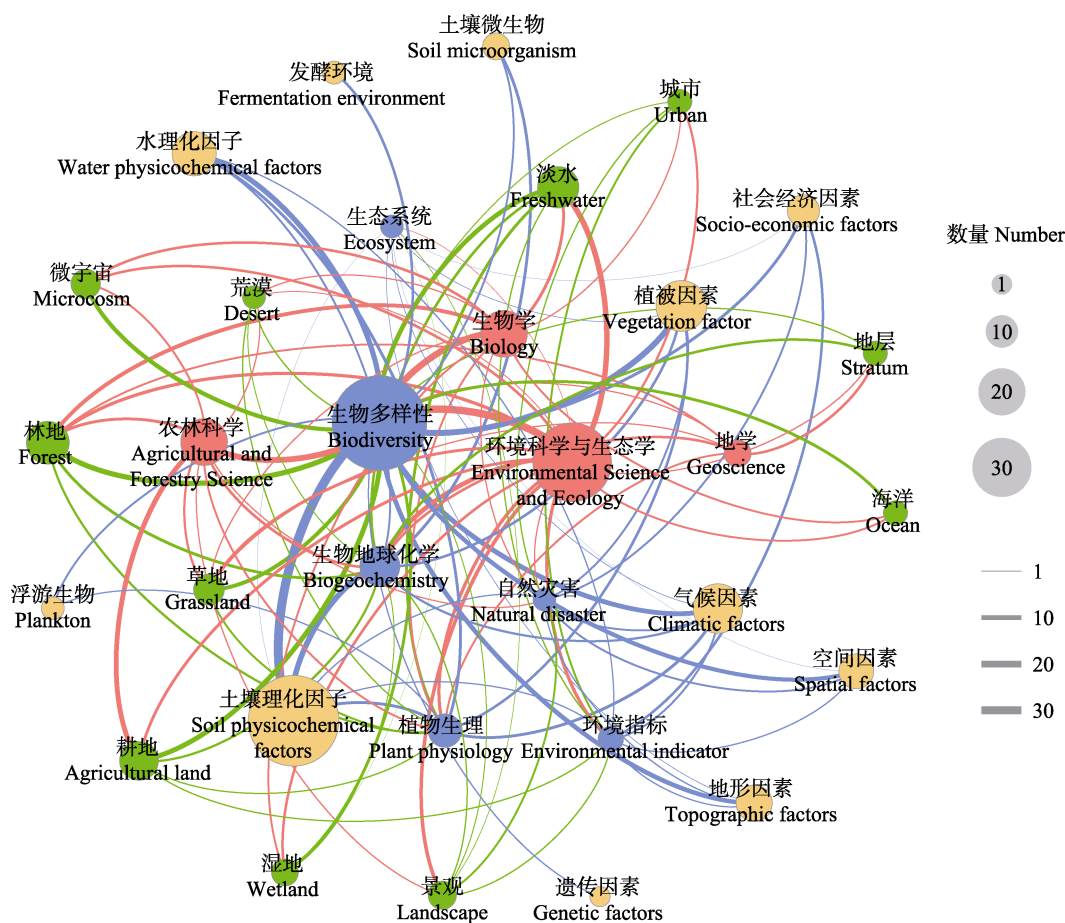 土壤微生物
Soil microorganism
发酵环境
Fermentation environment
城市
Urban
水理化因子
Water physicochemical factors
淡水
Freshwater
社会经济因素
Socio-economic factors
生态系统
Ecosystem
数量 Number
微宇宙
Microcosm
荒漠
Desert
植被因素
Vegetation factor
1
生物学
Biology
10
地层
Stratum
20
生物多样性
Biodiversity
林地
Forest
农林科学
Agricultural and
Forestry Science
环境科学与生态学
Environmental Science
and Ecology
地学
Geoscience
30
海洋
Ocean
生物地球化学
Biogeochemistry
草地
Grassland
自然灾害
Natural disaster
气候因素
Climatic factors
1
浮游生物
Plankton
10
空间因素
Spatial factors
20
土壤理化因子
Soil physicochemical
factors
植物生理
Plant physiology
环境指标
Environmental indicator
30
耕地
Agricultural land
地形因素
Topographic factors
湿地
Wetland
景观
Landscape
遗传因素
Genetic factors